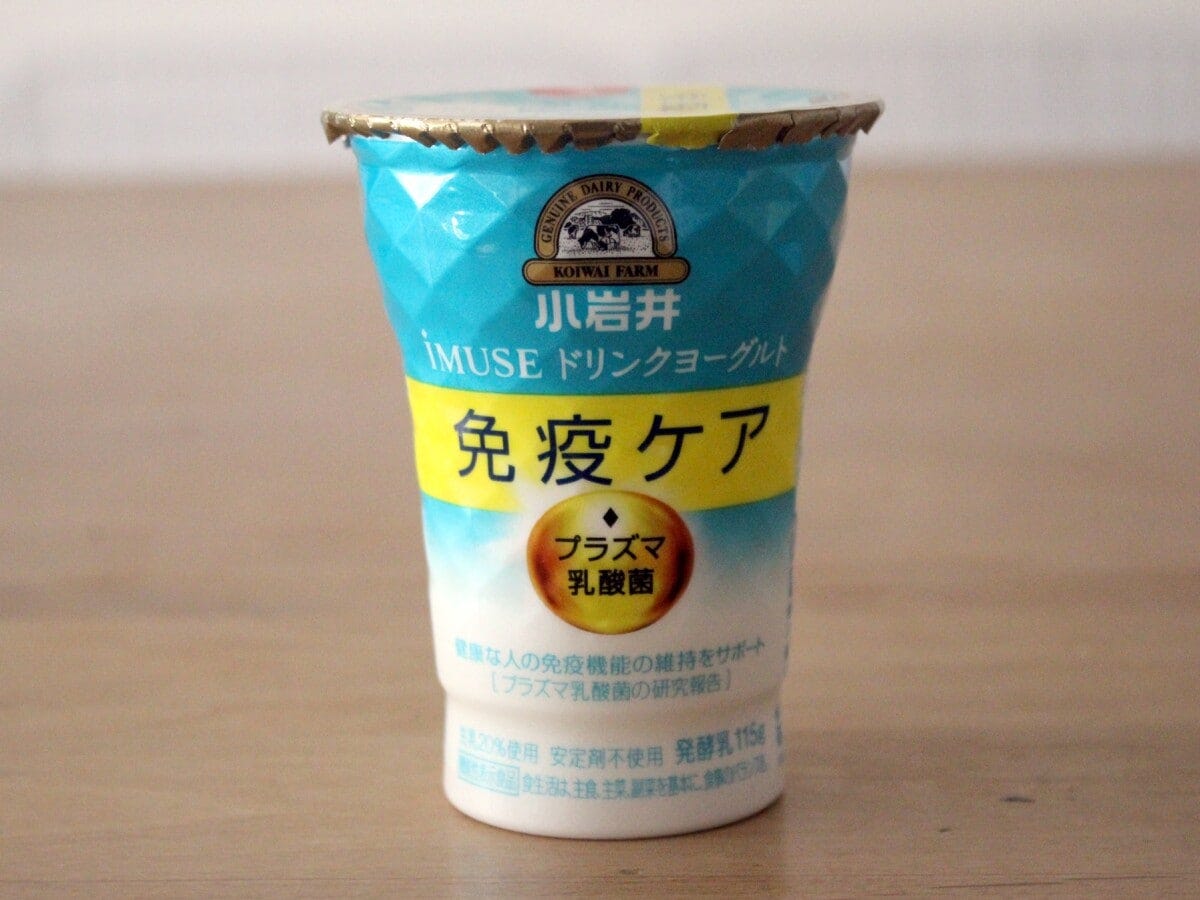 GENUINE DAIRY PRODUCTS
KOIWAI FARM
小岩井
iMUSE ドリンクヨーグルト
免疫ケア
プラズマ
乳酸菌
健康な人の免疫機能の維持をサポート
[プラズマ乳酸菌の研究報告]
生乳20%使用 安定剤不使用 発酵乳 115g
機能性表示食品 食生活は、主食、主菜、副菜を基本に、食事のバランスを。